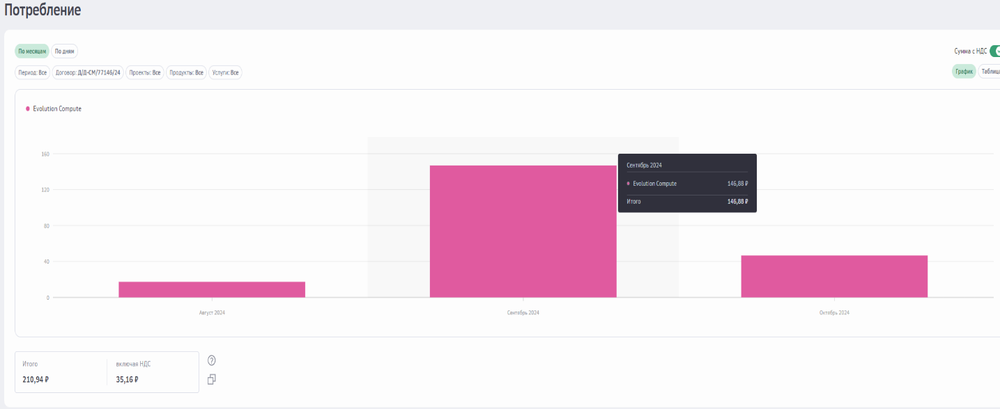 Потребление
По месяцам По дням
Сумма с НДС
Период: Все Договор: Д/Д-СМ/77146/24 Проекты: Все Продукты: Все Услуги: Все
График Таблица
Evolution Compute
160
120
80
40
0
Сентябрь 2024
Evolution Compute 146,88 ₽
Итого 146,88 ₽
Август 2024 Сентябрь 2024 Октябрь 2024
Итого включая НДС
210,94 ₽ 35,16 ₽